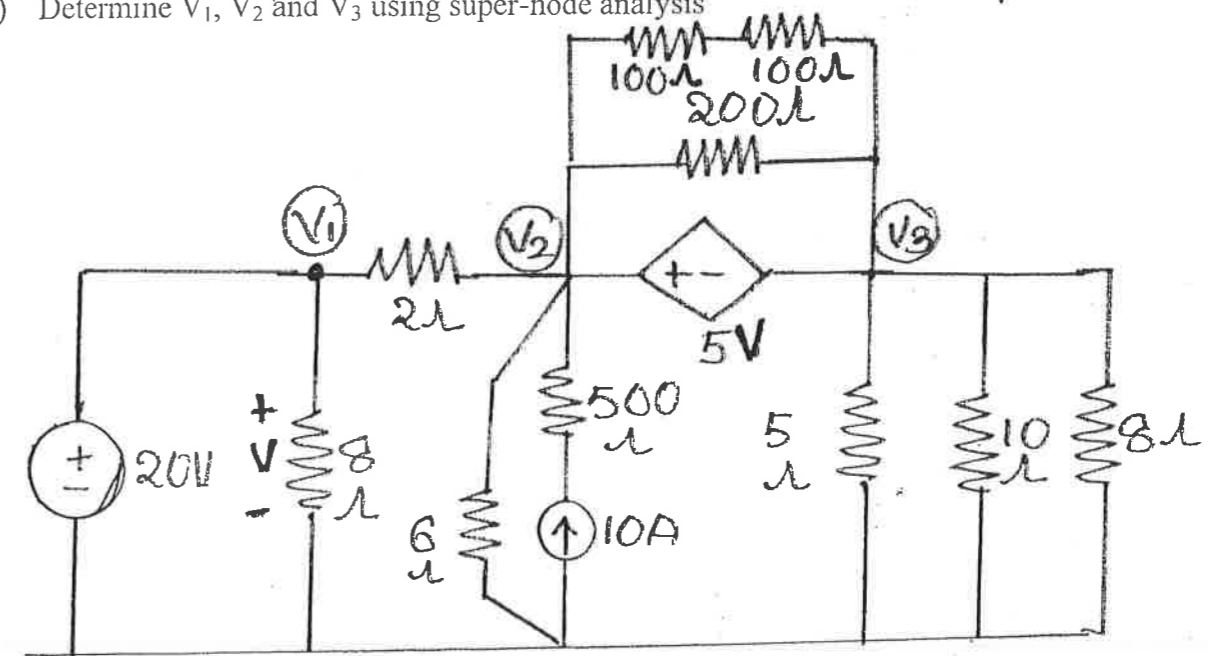 ) Determine V₁, V₂ and V₃ using super-node analysis
100Ω 100Ω
200Ω
V1
V2
V3
2Ω
+ -
5V
+
V
-
8
Ω
+
-
20V
500
Ω
5
Ω
10
Ω
8Ω
6
Ω
10A